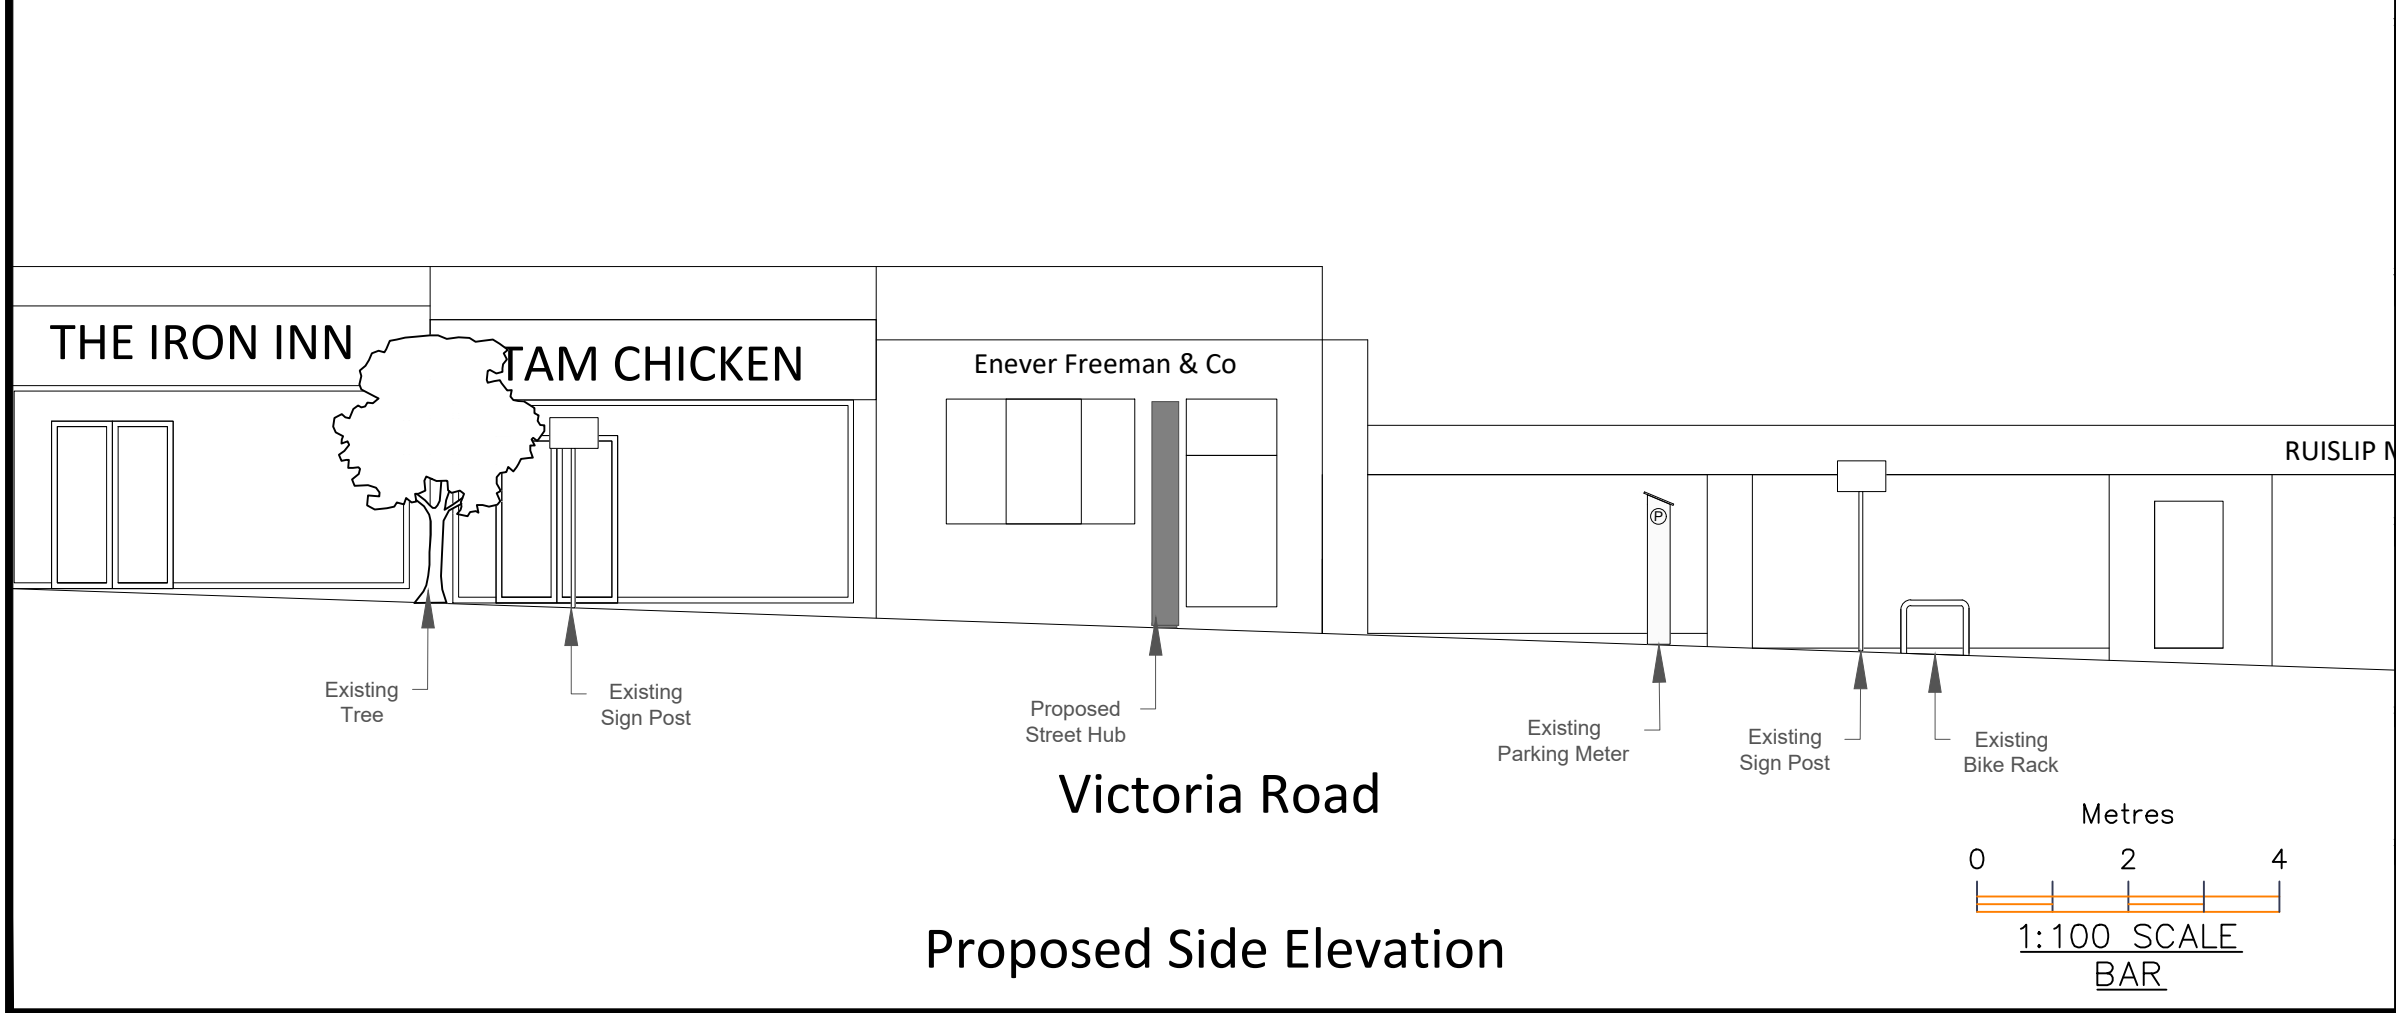 THE IRON INN
TAM CHICKEN
Enever Freeman & Co
RUISLIP
P
Existing
Tree
Existing
Sign Post
Proposed
Street Hub
Existing
Parking Meter
Existing
Sign Post
Existing
Bike Rack
Victoria Road
Metres
0 2 4
1:100 SCALE
BAR
Proposed Side Elevation